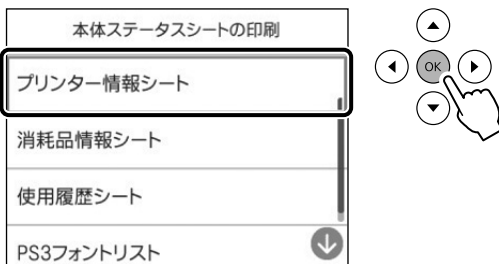 本体ステータスシートの印刷
プリンター情報シート
OK
消耗品情報シート
使用履歴シート
PS3フォントリスト